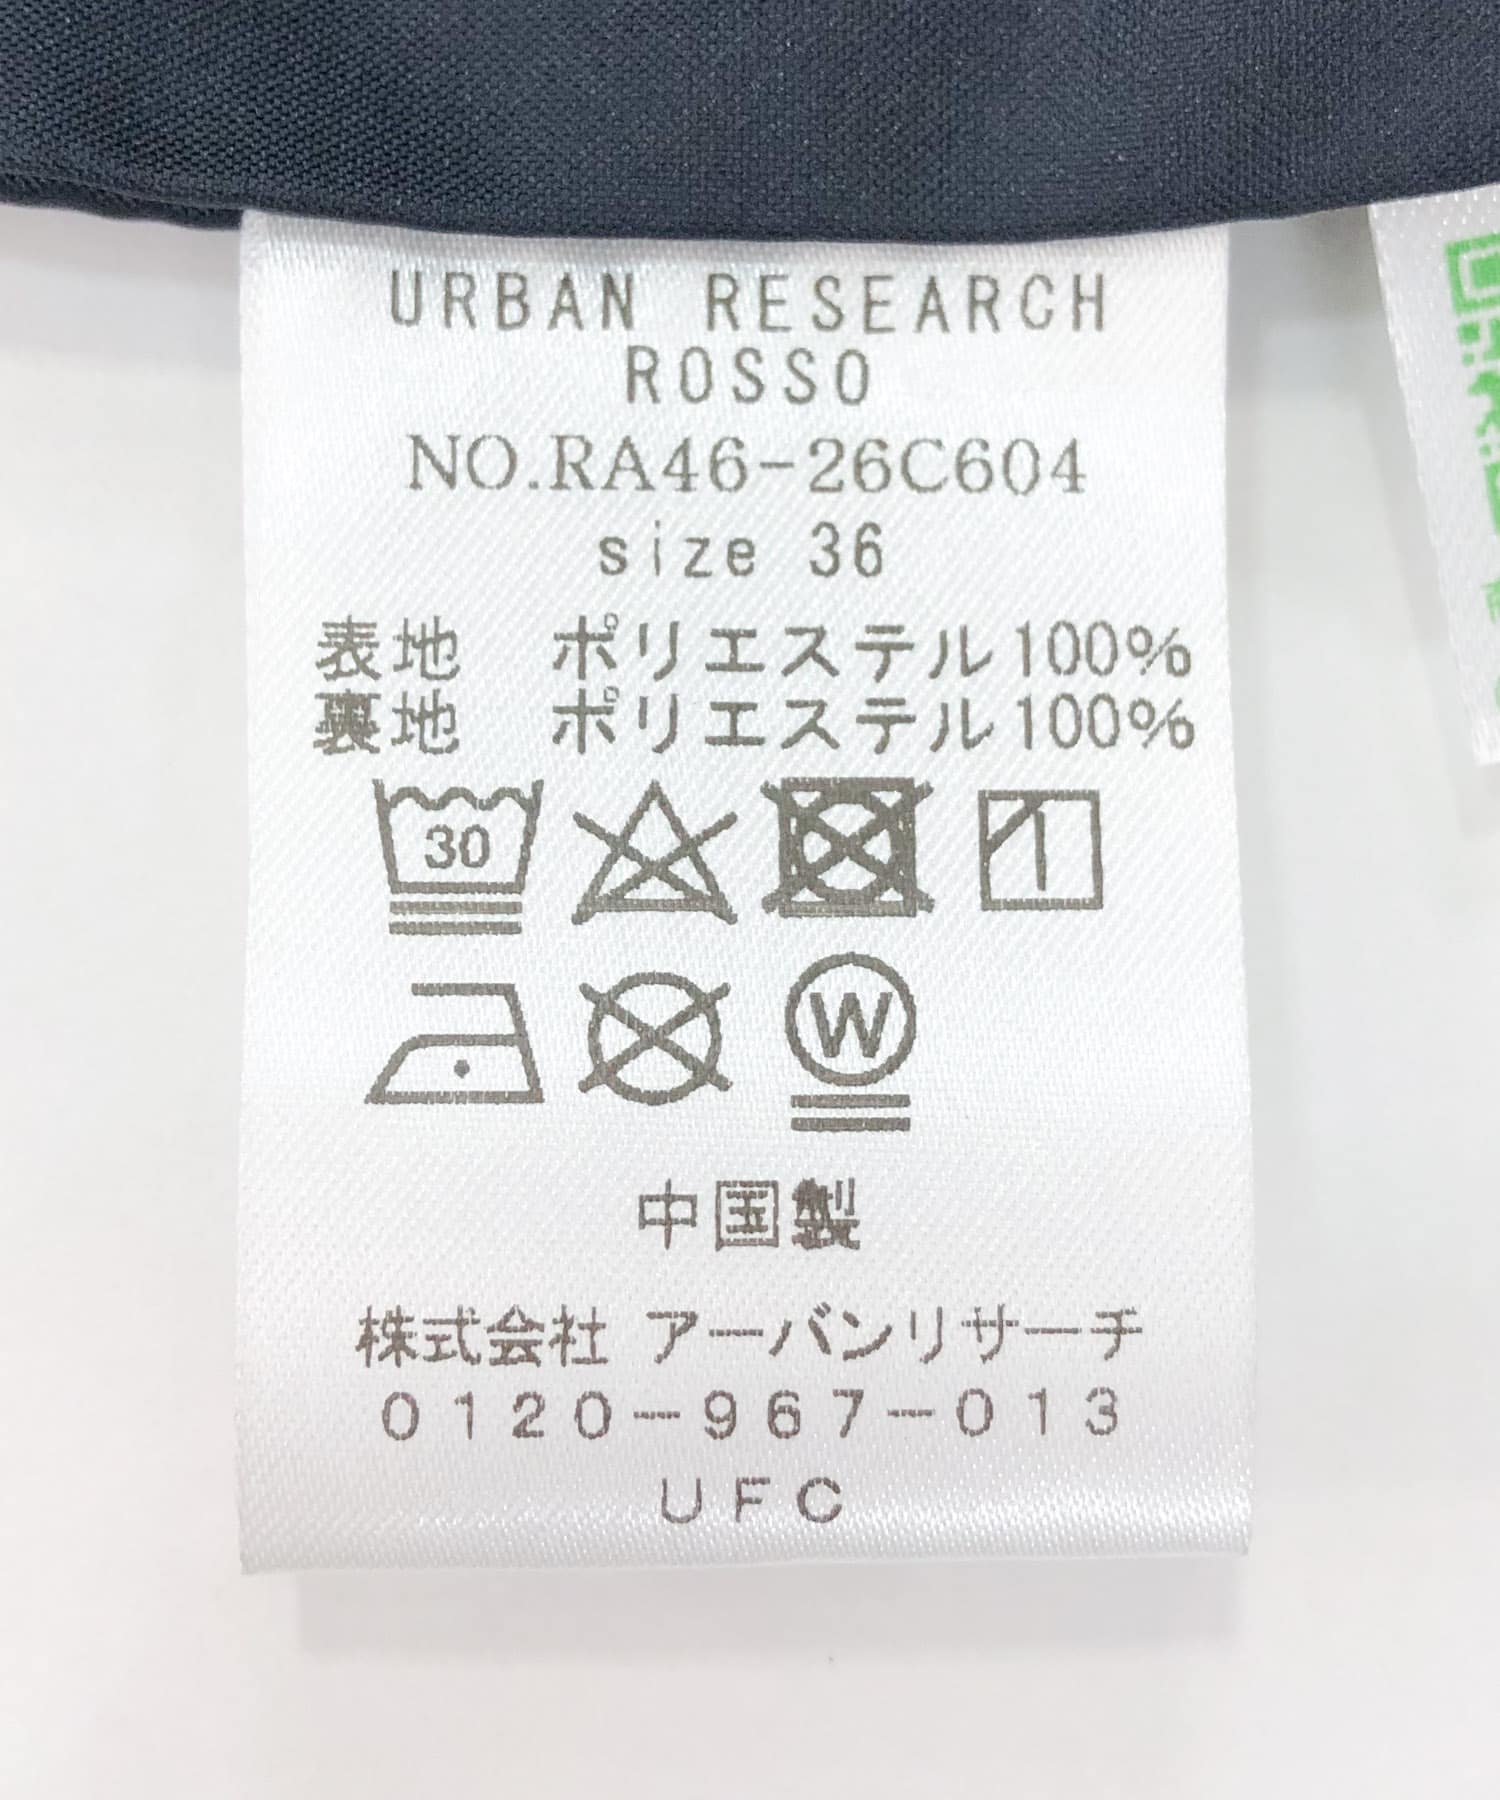 URBAN RESEARCH
ROSSO
NO.RA46-26C604
size 36
表地 ポリエステル100%
裏地 ポリエステル100%
30
W
中国製
株式会社 アーバンリサーチ
0120-967-013
UFC